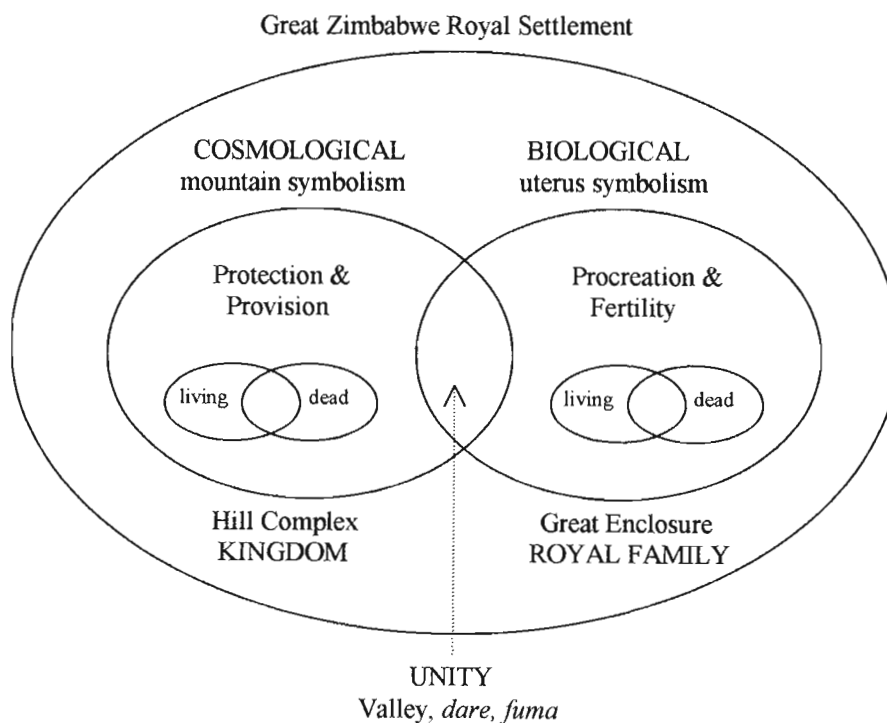 Great Zimbabwe Royal Settlement
COSMOLOGICAL
mountain symbolism
BIOLOGICAL
uterus symbolism
Protection &
Provision
Procreation &
Fertility
living
dead
living
dead
Hill Complex
KINGDOM
Great Enclosure
ROYAL FAMILY
UNITY
Valley, dare, fuma